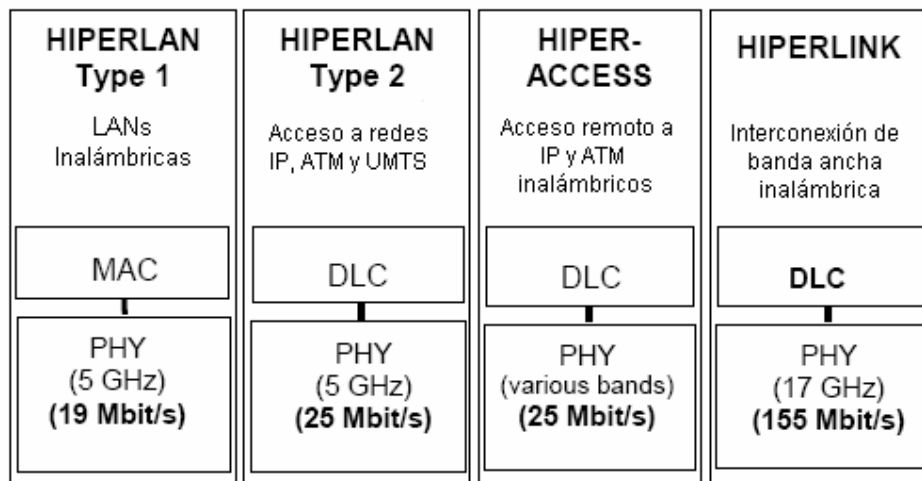 HIPERLAN
Type 1
LANs
Inalámbricas
MAC
PHY
(5 GHz)
(19 Mbit/s)
HIPERLAN
Type 2
Acceso a redes
IP, ATM y UMTS
DLC
PHY
(5 GHz)
(25 Mbit/s)
HIPER-
ACCESS
Acceso remoto a
IP y ATM
inalámbricos
DLC
PHY
(various bands)
(25 Mbit/s)
HIPERLINK
Interconexión de
banda ancha
inalámbrica
DLC
PHY
(17 GHz)
(155 Mbit/s)